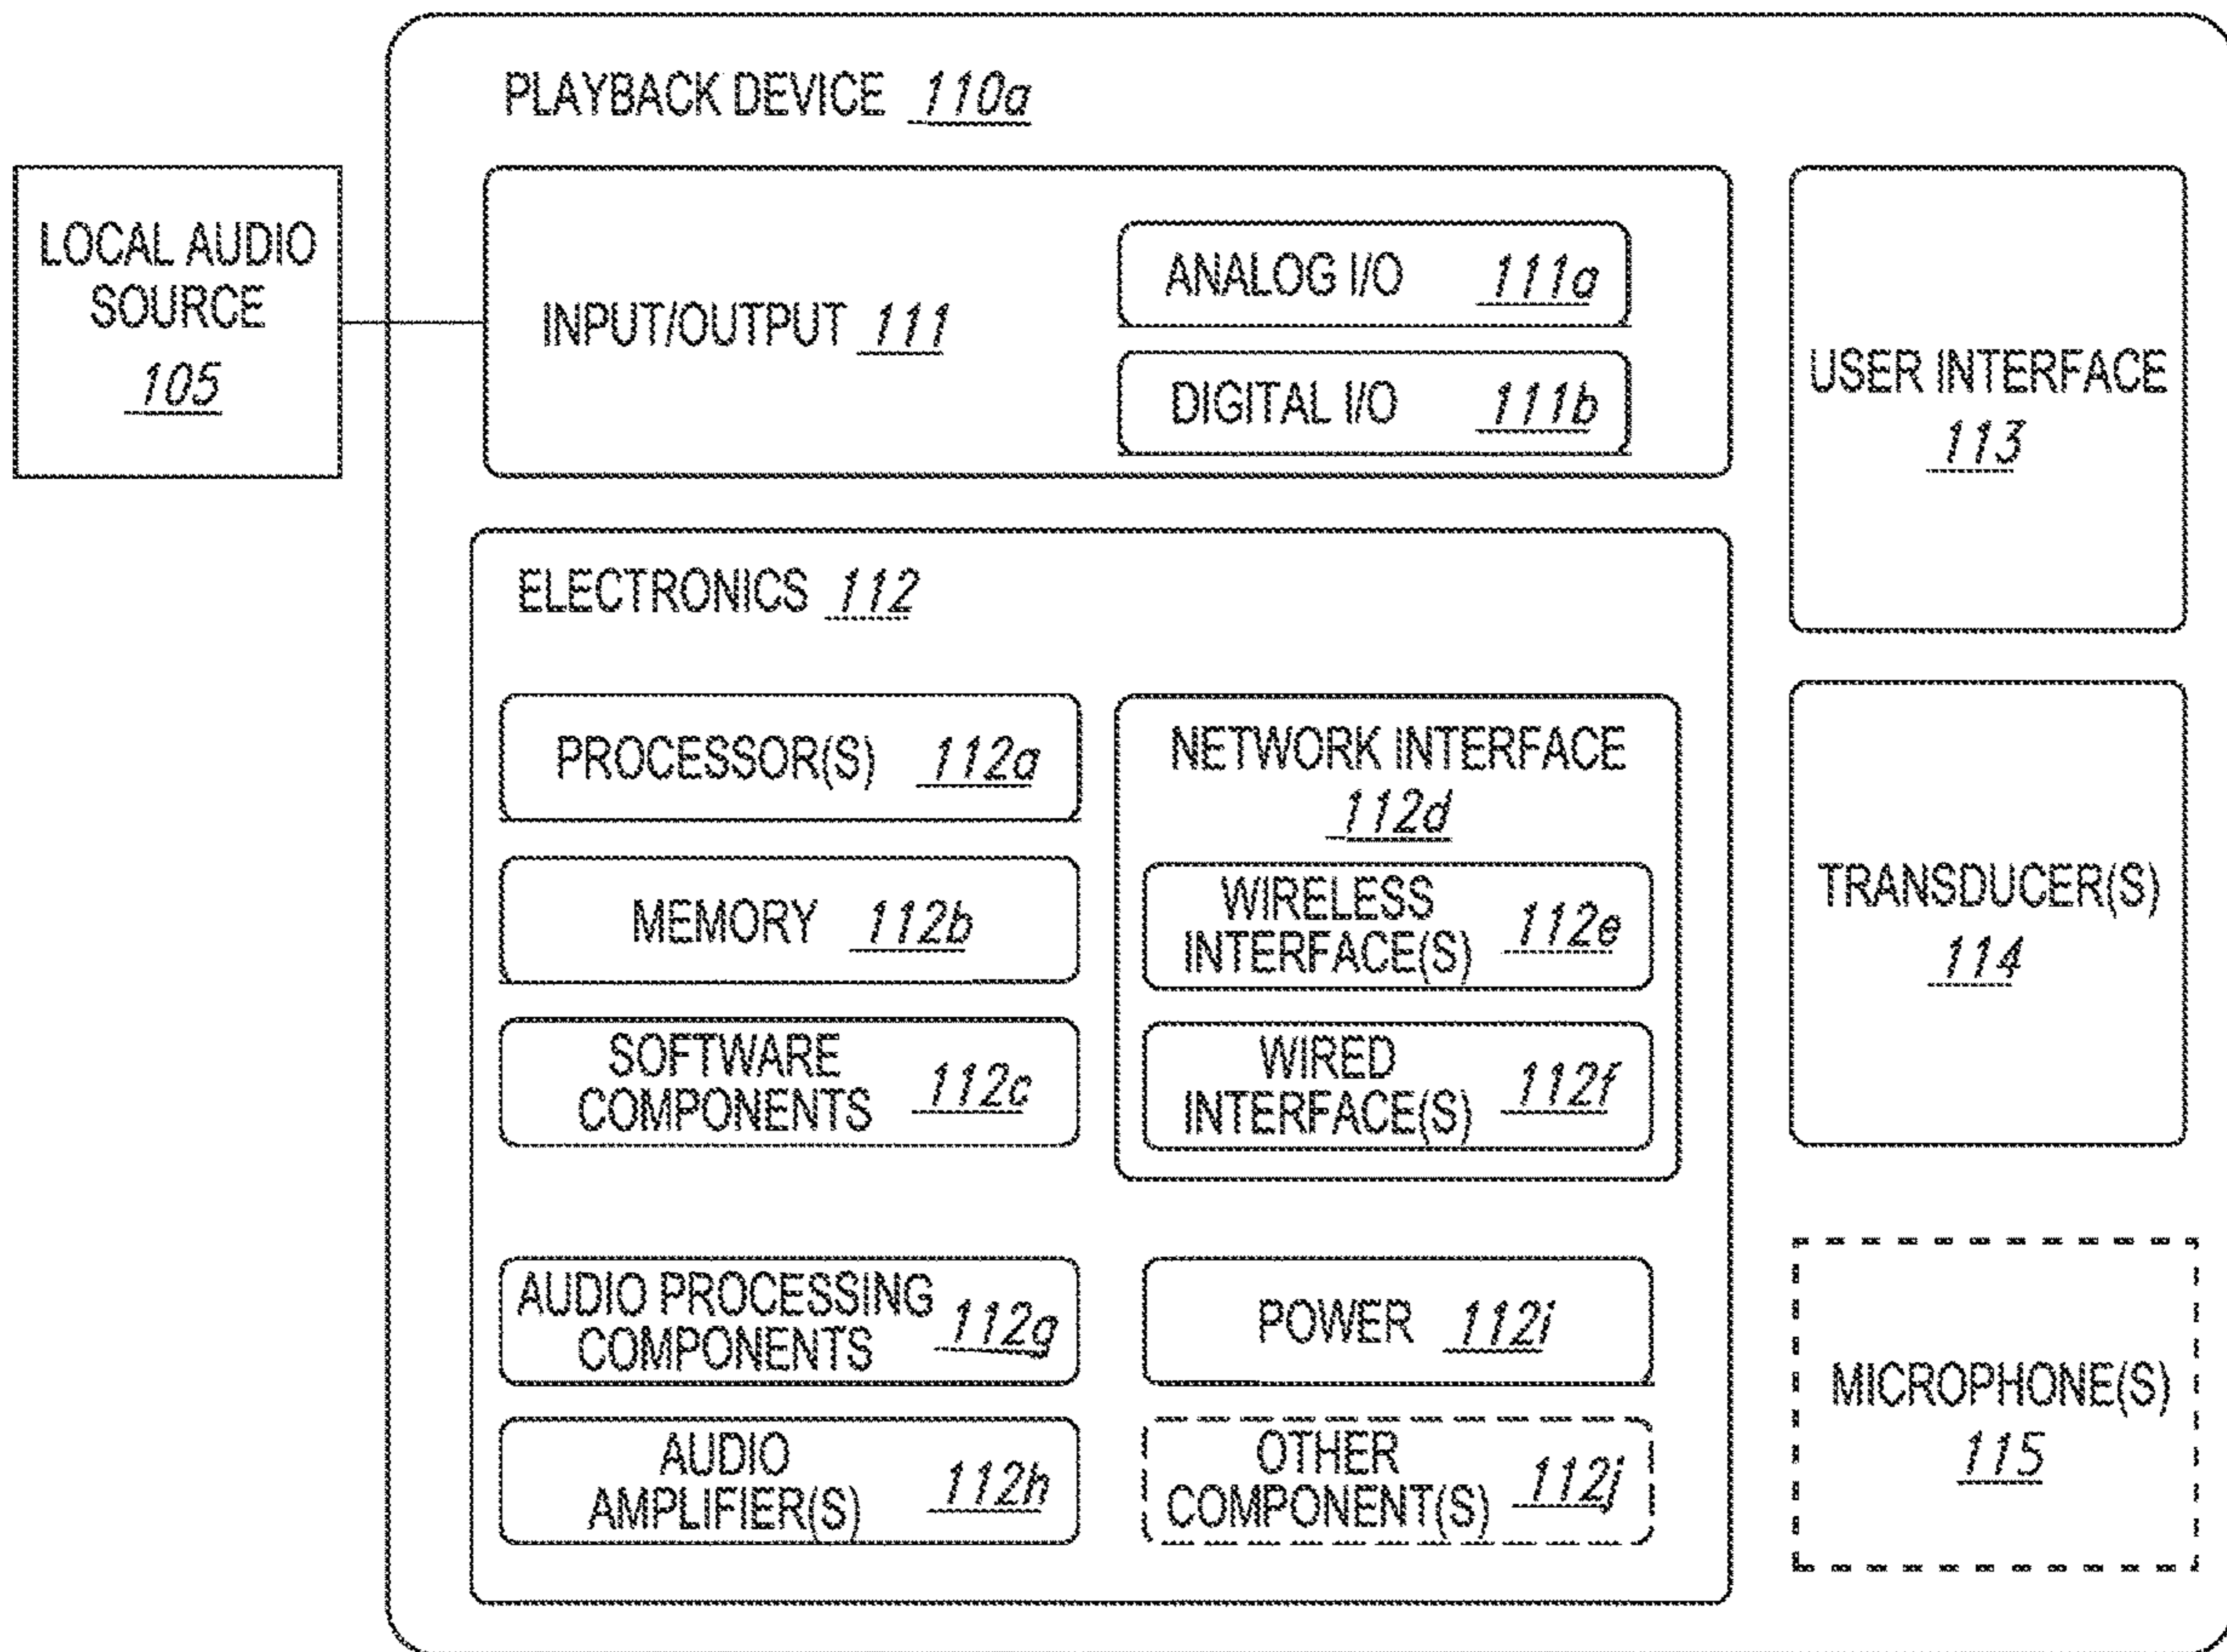 PLAYBACK DEVICE 110a
LOCAL AUDIO
SOURCE
105
INPUT/OUTPUT 111
ANALOG I/O 111a
DIGITAL I/O 111b
USER INTERFACE
113
ELECTRONICS 112
PROCESSOR(S) 112a
MEMORY 112b
SOFTWARE
COMPONENTS 112c
NETWORK INTERFACE
112d
WIRELESS
INTERFACE(S) 112e
WIRED
INTERFACE(S) 112f
TRANSDUCER(S)
114
AUDIO PROCESSING
COMPONENTS 112g
AUDIO
AMPLIFIER(S) 112h
POWER 112i
OTHER
COMPONENT(S) 112j
MICROPHONE(S)
115